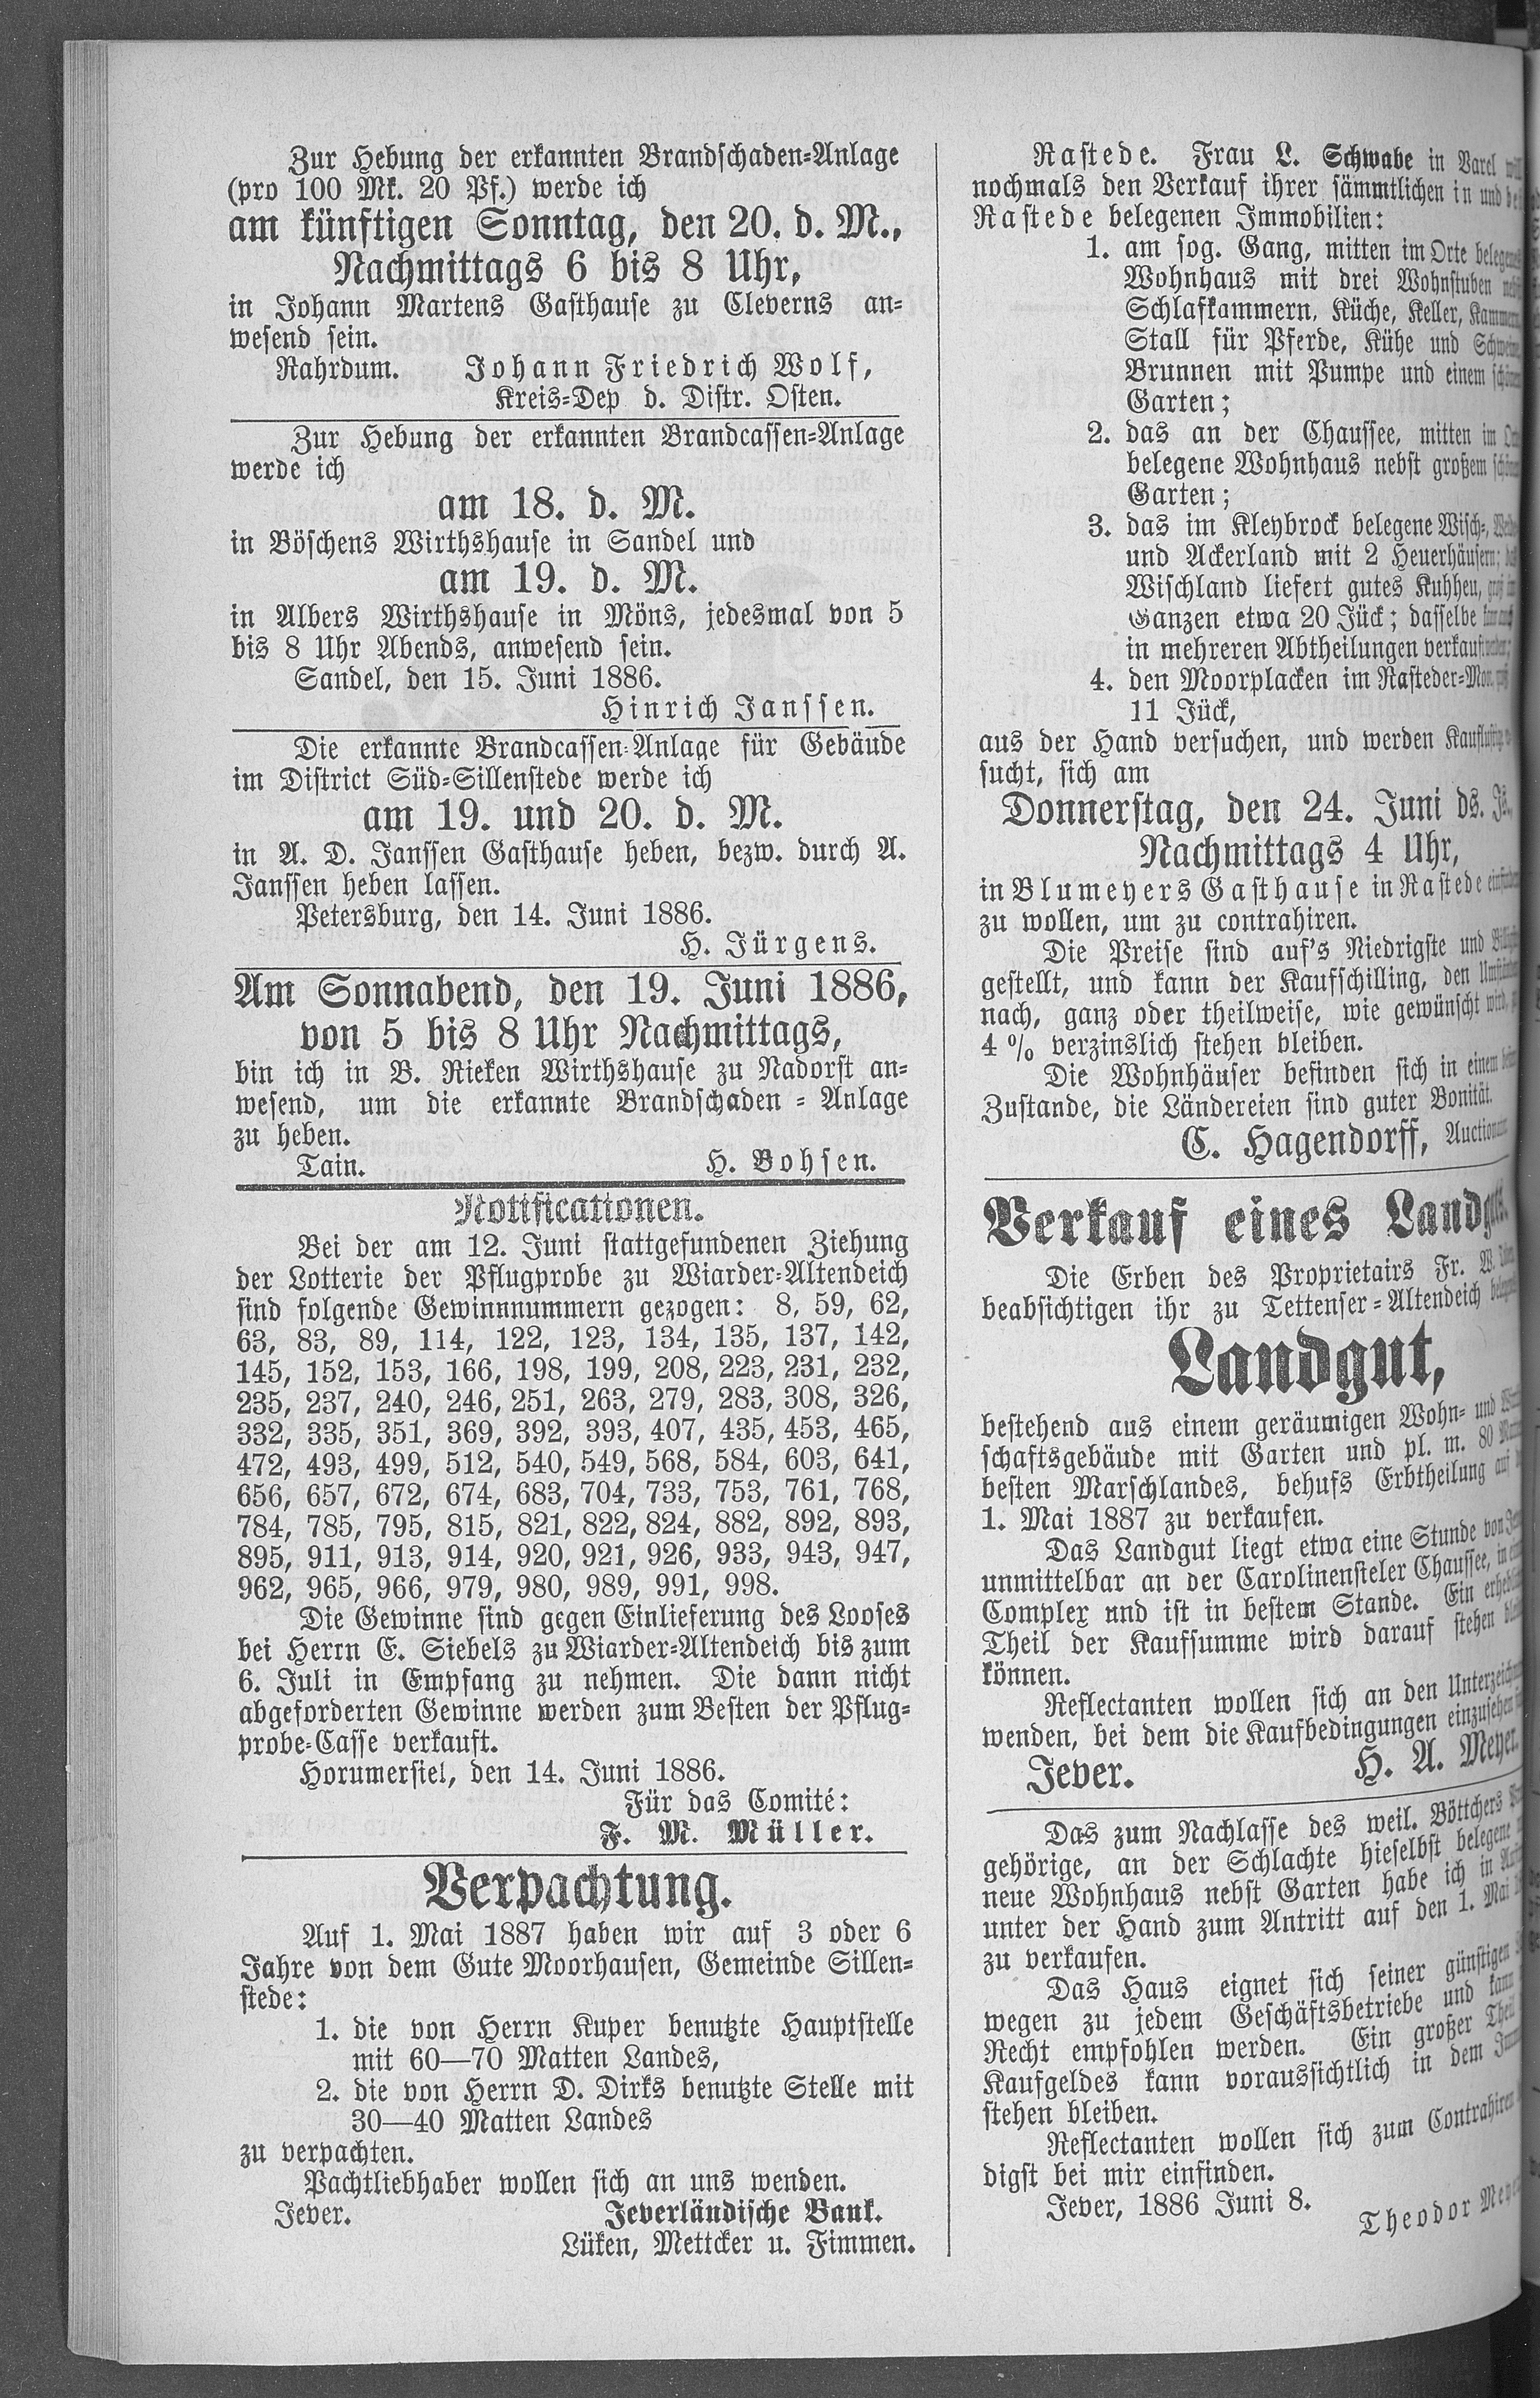 Zur Hebung der erkannten Brandschaden=Anlage
(pro 100 Mk. 20 Pf.) werde ich
am künftigen Sonntag, den 20. d. M.,
Nachmittags 6 bis 8 Uhr,
in Johann Martens Gasthause zu Cleverns an=
wesend sein.
Rahrdum. Johann Friedrich Wolf,
Kreis=Dep d. Distr. Osten.
Zur Hebung der erkannten Brandcassen=Anlage
werde ich
am 18. d. M.
in Böschens Wirthshause in Sandel und
am 19. d. M.
in Albers Wirthshause in Möns, jedesmal von 5
bis 8 Uhr Abends, anwesend sein.
Sandel, den 15. Juni 1886.
Hinrich Janssen.
Die erkannte Brandcassen=Anlage für Gebäude
im District Süd=Sillenstede werde ich
am 19. und 20. d. M.
in A. D. Janssen Gasthause heben, bezw. durch A.
Janssen heben lassen.
Petersburg, den 14. Juni 1886.
H. Jürgens.
Am Sonnabend, den 19. Juni 1886,
von 5 bis 8 Uhr Nachmittags,
bin ich in B. Rieken Wirthshause zu Nadorst an=
wesend, um die erkannte Brandschaden = Anlage
zu heben.
Tain. H. Bohsen.
Notificationen.
Bei der am 12. Juni stattgefundenen Ziehung
der Lotterie der Pflugprobe zu Wiarder=Altendeich
sind folgende Gewinnnummern gezogen: 8, 59, 62,
63, 83, 89, 114, 122, 123, 134, 135, 137, 142,
145, 152, 153, 166, 198, 199, 208, 223, 231, 232,
235, 237, 240, 246, 251, 263, 279, 283, 308, 326,
332, 335, 351, 369, 392, 393, 407, 435, 453, 465,
472, 493, 499, 512, 540, 549, 568, 584, 603, 641,
656, 657, 672, 674, 683, 704, 733, 753, 761, 768,
784, 785, 795, 815, 821, 822, 824, 882, 892, 893,
895, 911, 913, 914, 920, 921, 926, 933, 943, 947,
962, 965, 966, 979, 980, 989, 991, 998.
Die Gewinne sind gegen Einlieferung des Looses
bei Herrn E. Siebels zu Wiarder=Altendeich bis zum
6. Juli in Empfang zu nehmen. Die dann nicht
abgeforderten Gewinne werden zum Besten der Pflug=
probe=Casse verkauft.
Horumersiel, den 14. Juni 1886.
Für das Comité:
F. M. Müller.
Verpachtung.
Auf 1. Mai 1887 haben wir auf 3 oder 6
Jahre von dem Gute Moorhausen, Gemeinde Sillen=
stede:
1. die von Herrn Kuper benutzte Hauptstelle
mit 60—70 Matten Landes,
2. die von Herrn D. Dirks benutzte Stelle mit
30—40 Matten Landes
zu verpachten.
Pachtliebhaber wollen sich an uns wenden.
Jever. Jeverländische Bank.
Lüken, Mettcker u. Fimmen.
Rastede. Frau L. Schwabe in Varel will
nochmals den Verkauf ihrer sämmtlichen in und bei
Rastede belegenen Immobilien:
1. am sog. Gang, mitten im Orte
Wohnhaus mit drei Wohnstuben
Schlafkammern, Küche, Keller,
Stall für Pferde, Kühe und
Brunnen mit Pumpe und einem
Garten;
2. das an der Chaussee, mitten im
belegene Wohnhaus nebst großem
Garten;
3. das im Kleybrock belegene Wisch=,
und Ackerland mit 2 Heuerhäusern;
Wischland liefert gutes Kuhheu,
Ganzen etwa 20 Jück; dasselbe
in mehreren Abtheilungen
4. den Moorplacken im
11 Jück,
aus der Hand versuchen, und werden
sucht, sich am
Donnerstag, den 24. Juni ds. Js.,
Nachmittags 4 Uhr,
in Blumeyers Gasthause in Rastede
zu wollen, um zu contrahiren.
Die Preise sind auf's Niedrigste und
gestellt, und kann der Kaufschilling, den
nach, ganz oder theilweise, wie gewünscht wird,
4 % verzinslich stehen bleiben.
Die Wohnhäuser befinden sich in einem
Zustande, die Ländereien sind guter Bonität.
C. Hagendorff,
Verkauf eines
Die Erben des Proprietairs Fr. W.
beabsichtigen ihr zu Tettenser=Altendeich
Landgut,
bestehend aus einem geräumigen Wohn= und
schaftsgebäude mit Garten und pl. m. 80
besten Marschlandes, behufs Erbtheilung auf
1. Mai 1887 zu verkaufen.
Das Landgut liegt etwa eine Stunde von
unmittelbar an der Carolinensieler Chaussee, in
Complex und ist in bestem Stande. Ein
Theil der Kaufsumme wird darauf stehen
können.
Reflectanten wollen sich an den
wenden, bei dem die Kaufbedingungen einzusehen
Jever. H. A. Meyer.
Das zum Nachlasse des weil. Böttchers
gehörige, an der Schlachte hieselbst belegene
neue Wohnhaus nebst Garten habe ich in
unter der Hand zum Antritt auf den 1. Mai
zu verkaufen.
Das Haus eignet sich seiner günstigen
wegen zu jedem Geschäftsbetriebe und kann
Recht empfohlen werden. Ein großer Theil
Kaufgeldes kann voraussichtlich in dem
stehen bleiben.
Reflectanten wollen sich zum Contrahiren
digst bei mir einfinden.
Jever, 1886 Juni 8.
Theodor